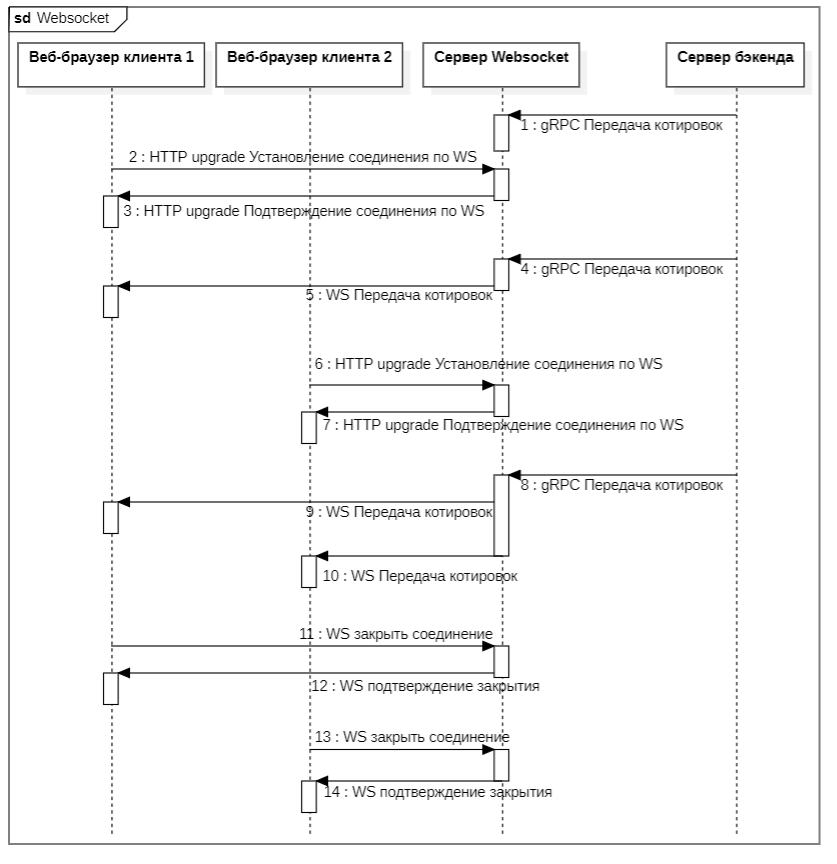 sd Websocket
Веб-браузер клиента 1
Веб-браузер клиента 2
Сервер Websocket
Сервер бэкенда
1 : gRPC Передача котировок
2 : HTTP upgrade Установление соединения по WS
3 : HTTP upgrade Подтверждение соединения по WS
4 : gRPC Передача котировок
5 : WS Передача котировок
6 : HTTP upgrade Установление соединения по WS
7 : HTTP upgrade Подтверждение соединения по WS
8 : gRPC Передача котировок
9 : WS Передача котировок
10 : WS Передача котировок
11 : WS закрыть соединение
12 : WS подтверждение закрытия
13 : WS закрыть соединение
14 : WS подтверждение закрытия